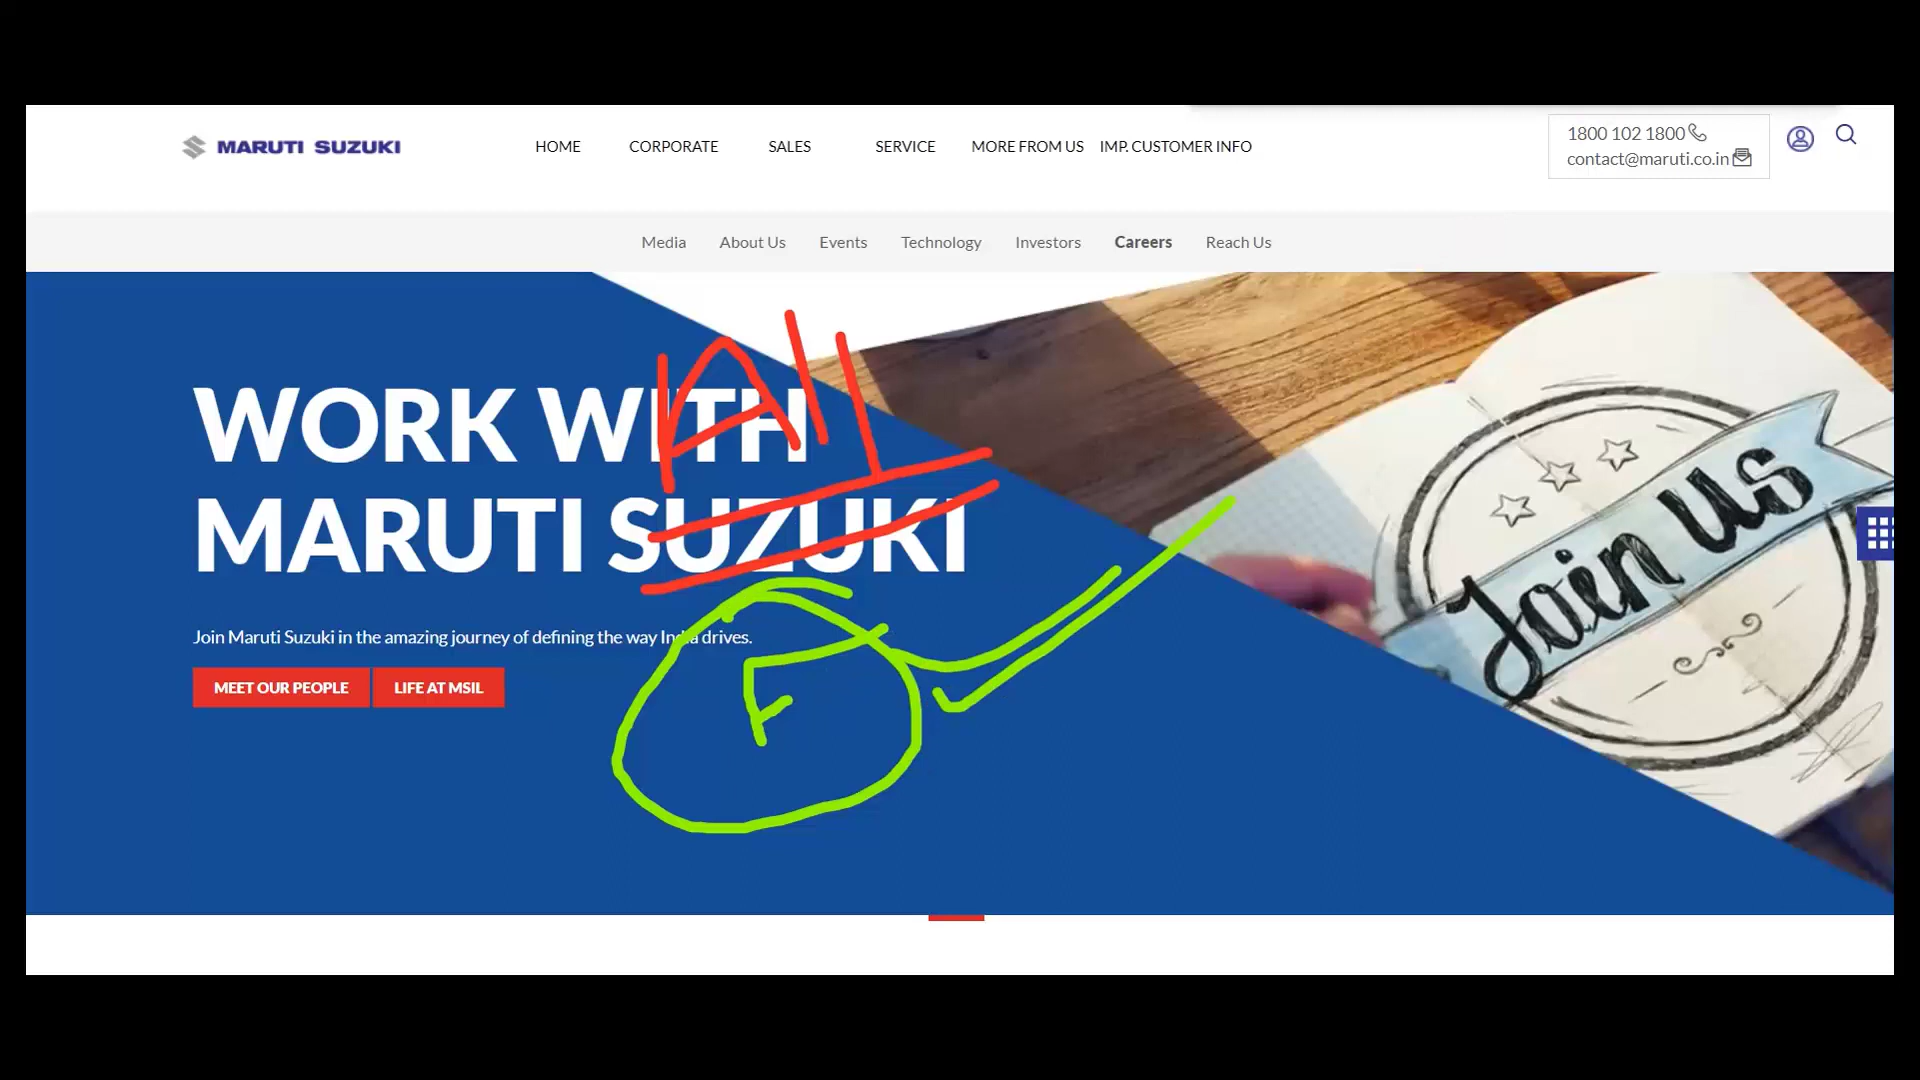 MARUTI SUZUKI
HOME CORPORATE SALES SERVICE MORE FROM US IMP. CUSTOMER INFO
1800 102 1800
contact@maruti.co.in
Media About Us Events Technology Investors Careers Reach Us
All
WORK WITH
MARUTI SUZUKI
Join us
Join Maruti Suzuki in the amazing journey of defining the way India drives.
F
MEET OUR PEOPLE LIFE AT MSIL